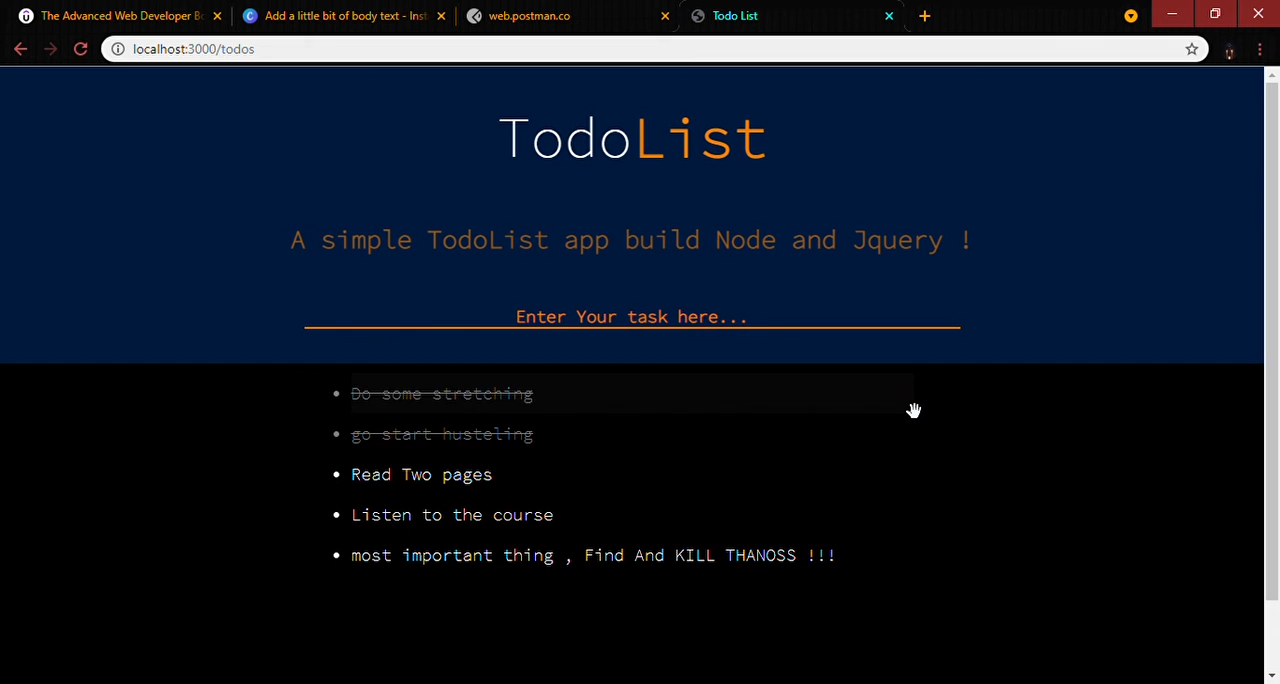 The Advanced Web Developer Bo
Add a little bit of body text - Inst
web.postman.co
Todo List
localhost:3000/todos
TodoList
A simple TodoList app build Node and Jquery !
Enter Your task here...
Do some stretching
go start husteling
Read Two pages
Listen to the course
most important thing , Find And KILL THANOSS !!!